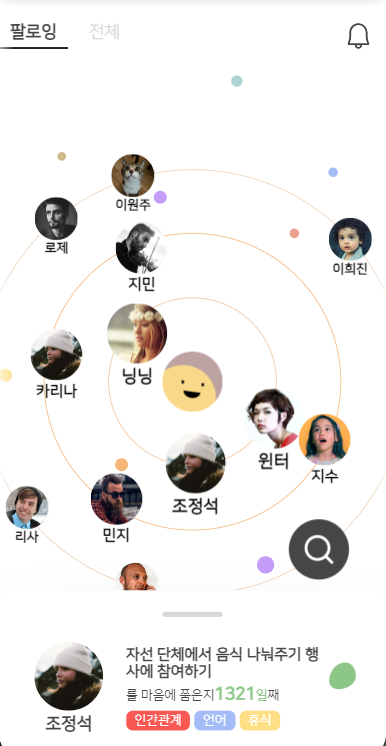 팔로잉 전체
이원주
로제
이희진
지민
닝닝
카리나
윈터
지수
조정석
민지
리사
자선 단체에서 음식 나눠주기 행
사에 참여하기
를 마음에 품은지1321일째
조정석
인간관계 언어 휴식